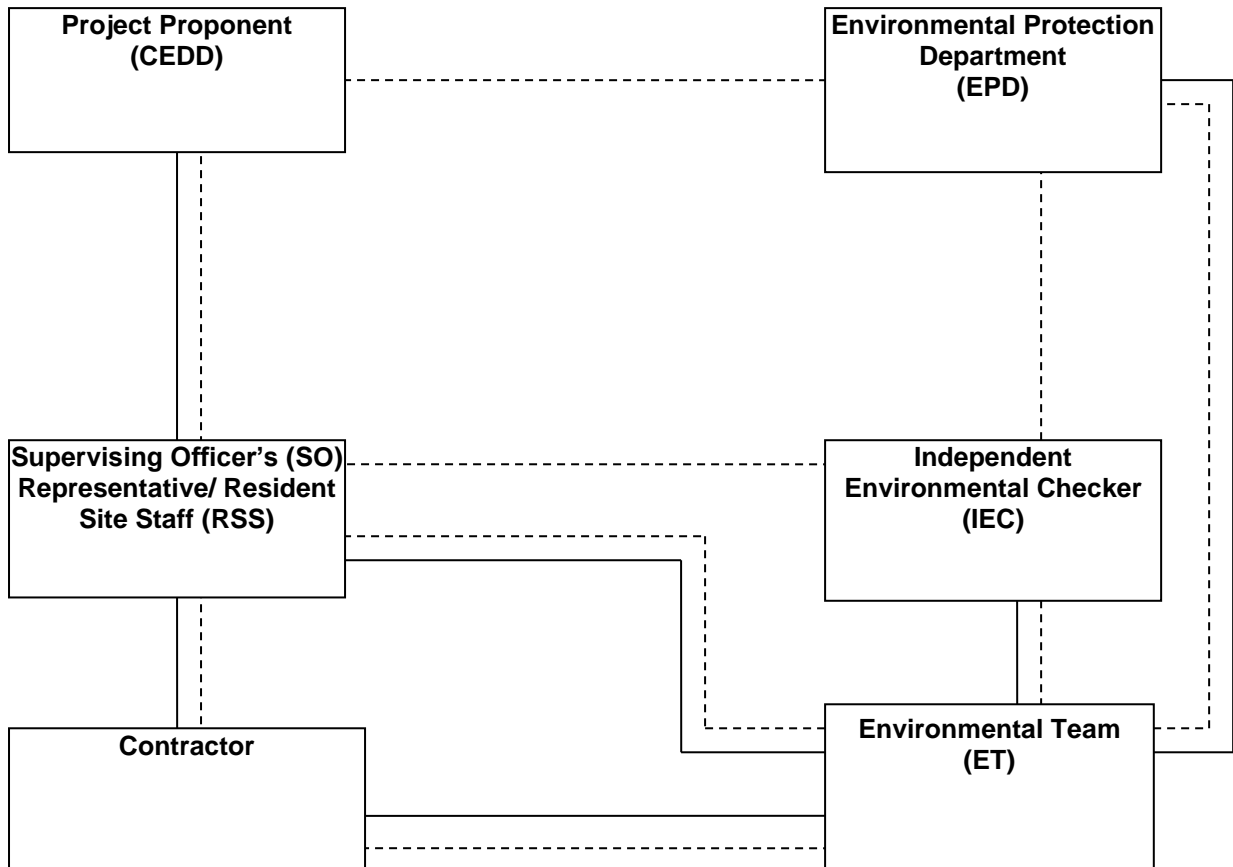 Project Proponent
(CEDD)
Environmental Protection
Department
(EPD)
Supervising Officer's (SO)
Representative/ Resident
Site Staff (RSS)
Independent
Environmental Checker
(IEC)
Contractor
Environmental Team
(ET)